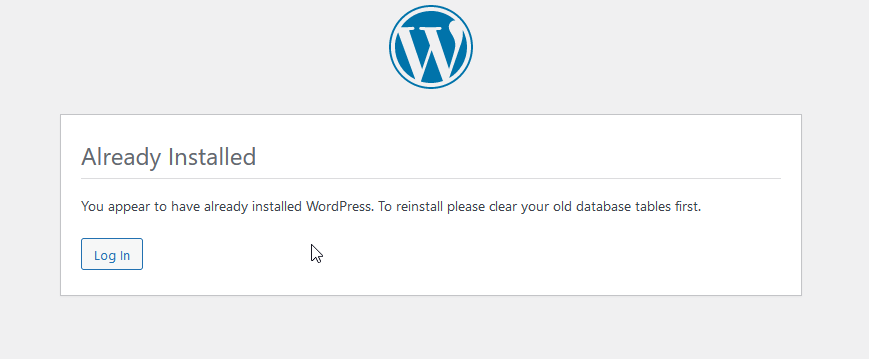 Already Installed
You appear to have already installed WordPress. To reinstall please clear your old database tables first.
Log In